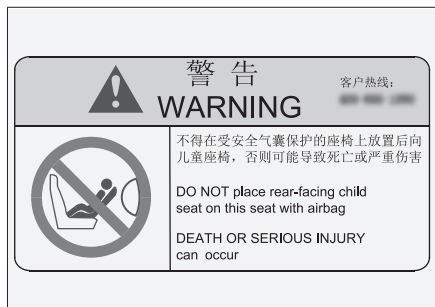 警 告
客户热线：
WARNING
不得在受安全气囊保护的座椅上放置后向
儿童座椅，否则可能导致死亡或严重伤害
DO NOT place rear-facing child
seat on this seat with airbag
DEATH OR SERIOUS INJURY
can occur